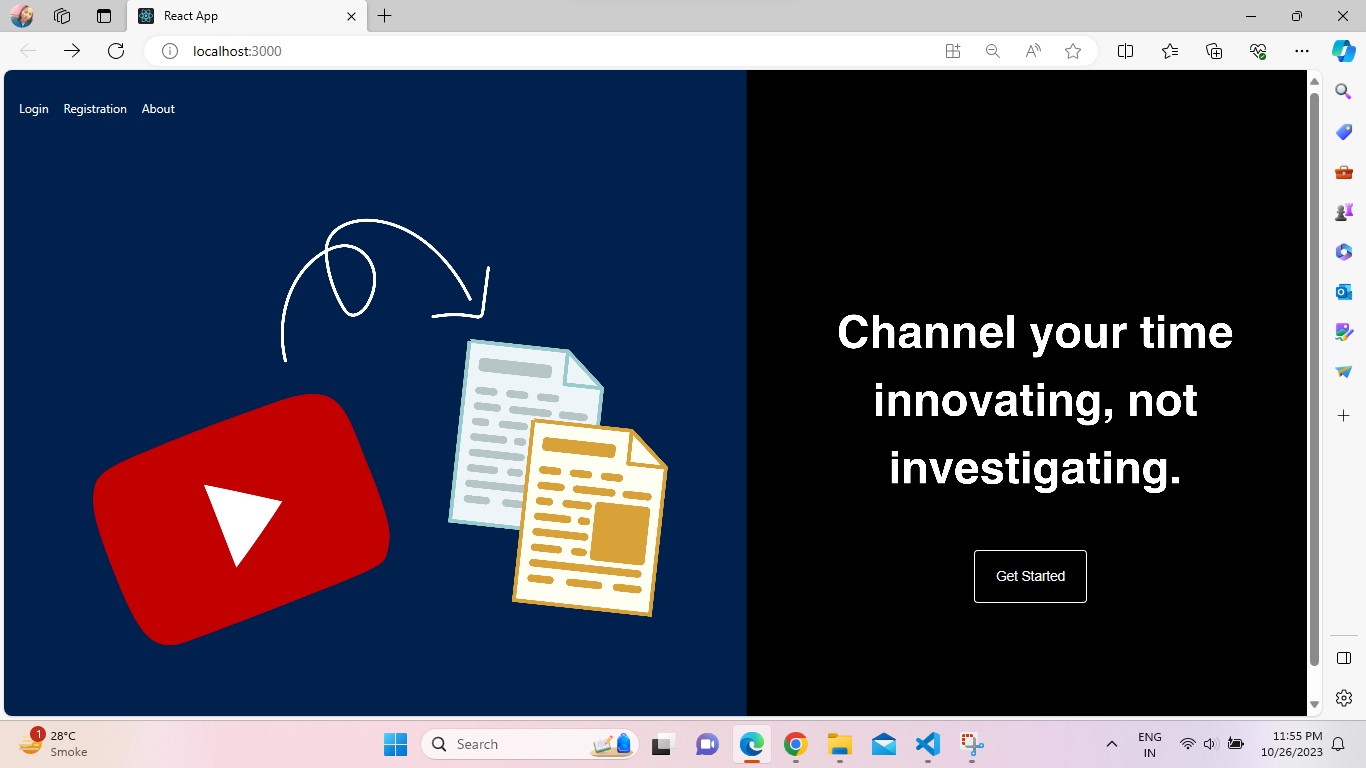 React App
localhost:3000
Login Registration About
Channel your time
innovating, not
investigating.
Get Started
1
28°C
Smoke
Search
ENG
IN
11:55 PM
10/26/2023